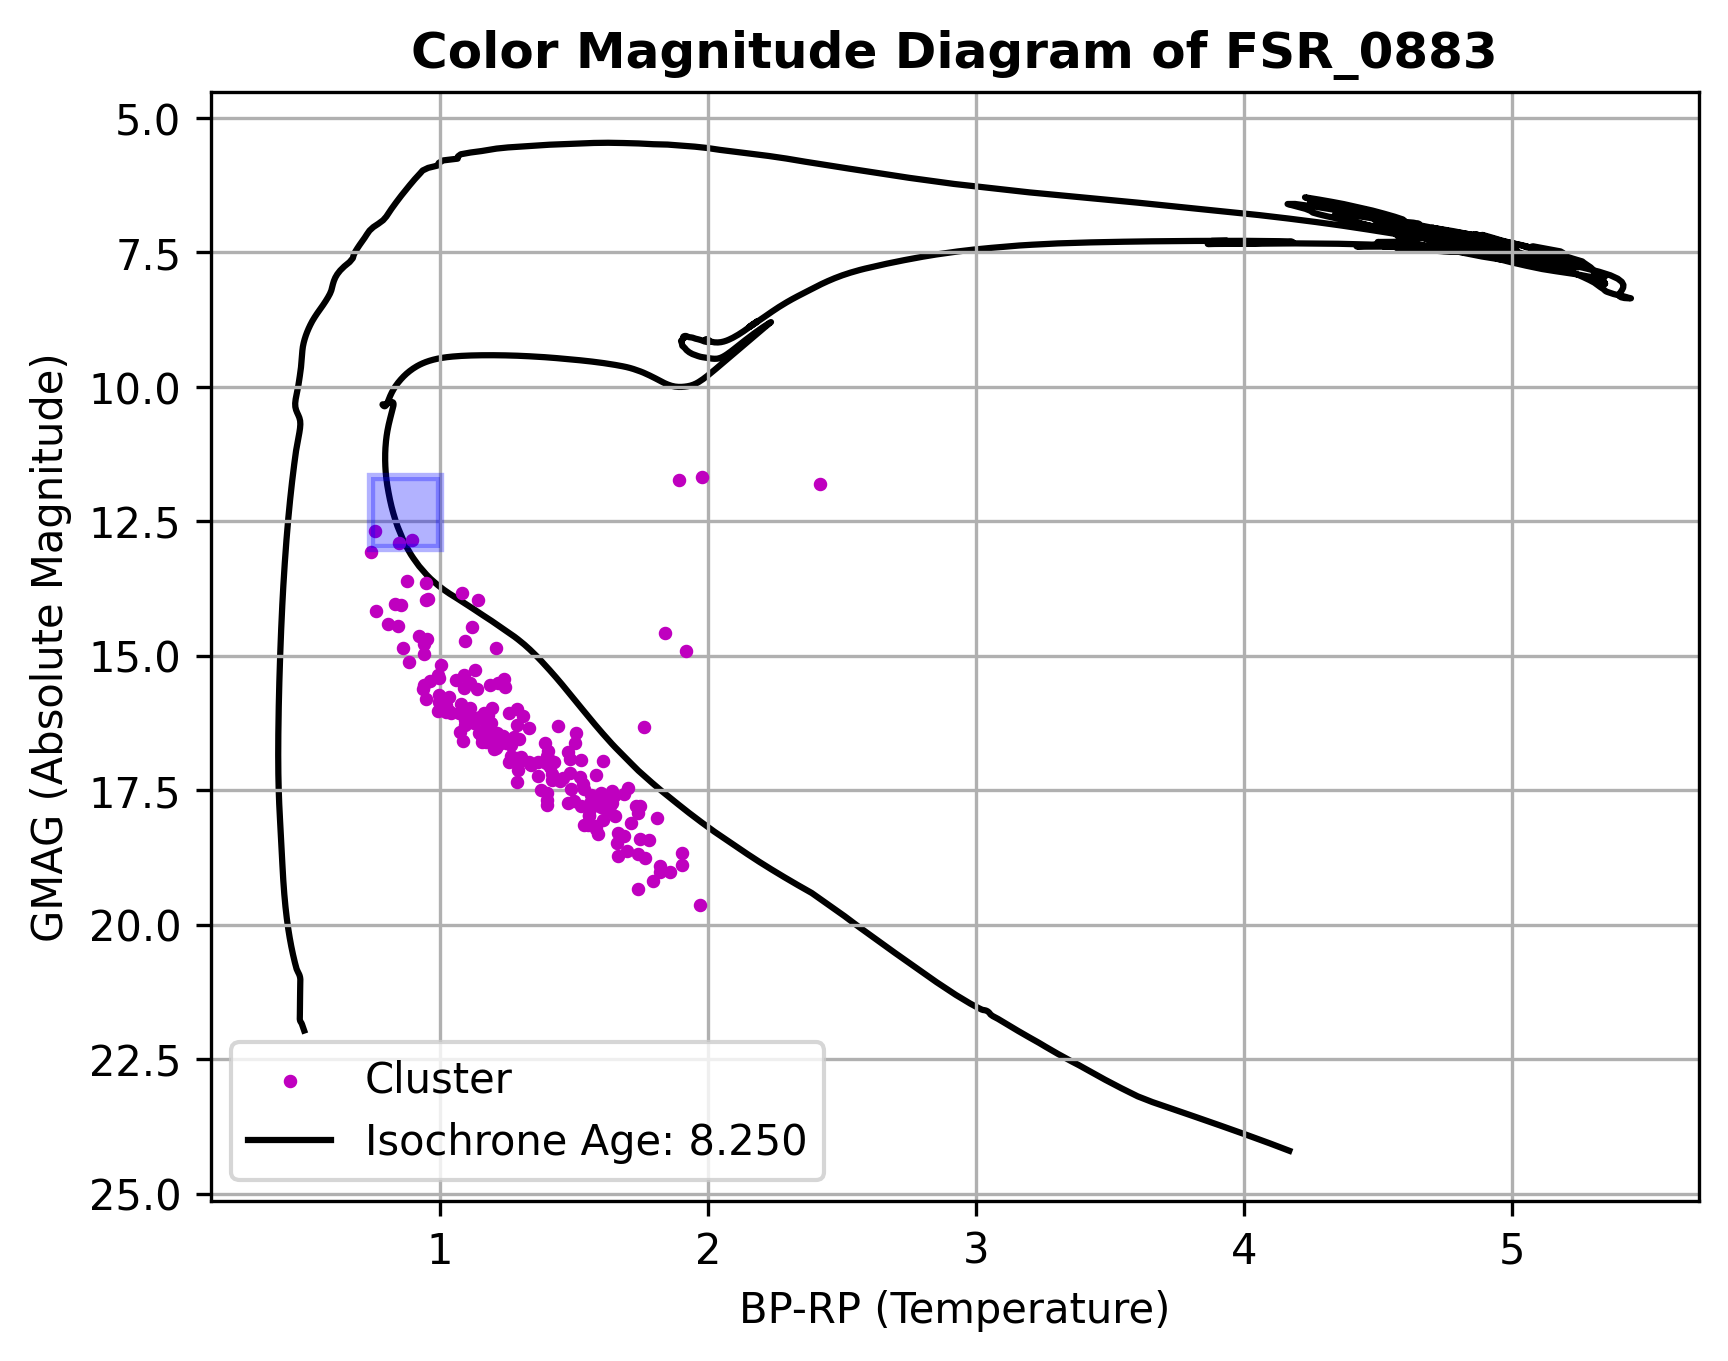 Color Magnitude Diagram of FSR_0883
GMAG (Absolute Magnitude)
5.0
7.5
10.0
12.5
15.0
17.5
20.0
22.5
25.0
Cluster
Isochrone Age: 8.250
1 2 3 4 5
BP-RP (Temperature)